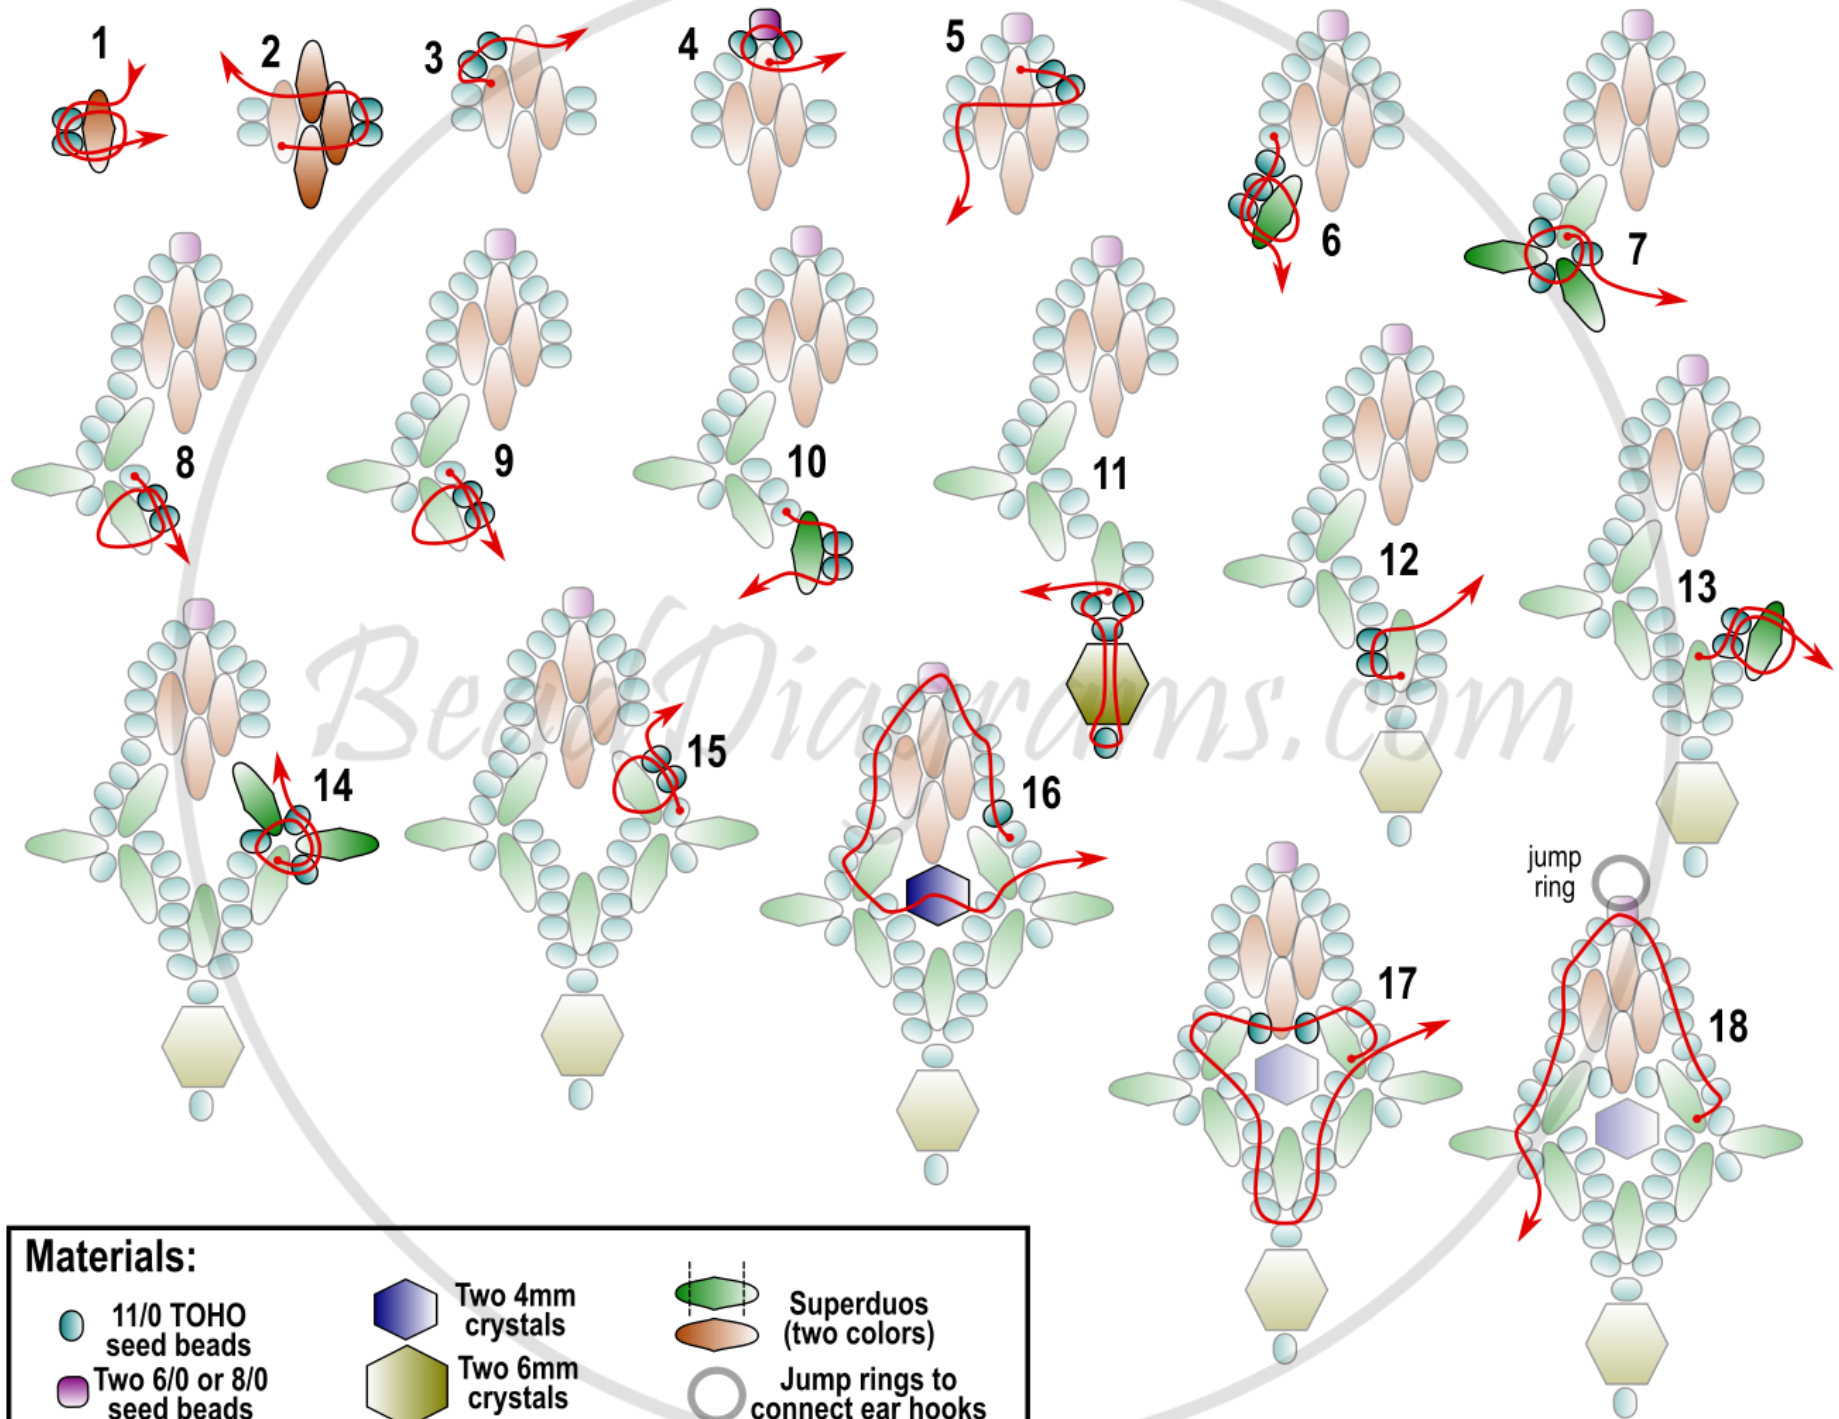 1
2
3
4
5
6
7
8
9
10
11
12
13
14
15
16
17
18
jump
ring
BeadDiagrams.com
Materials:
11/0 TOHO
seed beads
Two 6/0 or 8/0
seed beads
Two 4mm
crystals
Two 6mm
crystals
Superduos
(two colors)
Jump rings to
connect ear hooks